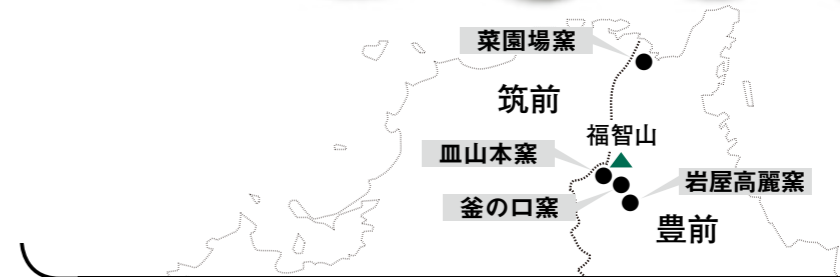 菜園場窯
筑前
福智山
皿山本窯
岩屋高麗窯
釜の口窯
豊前